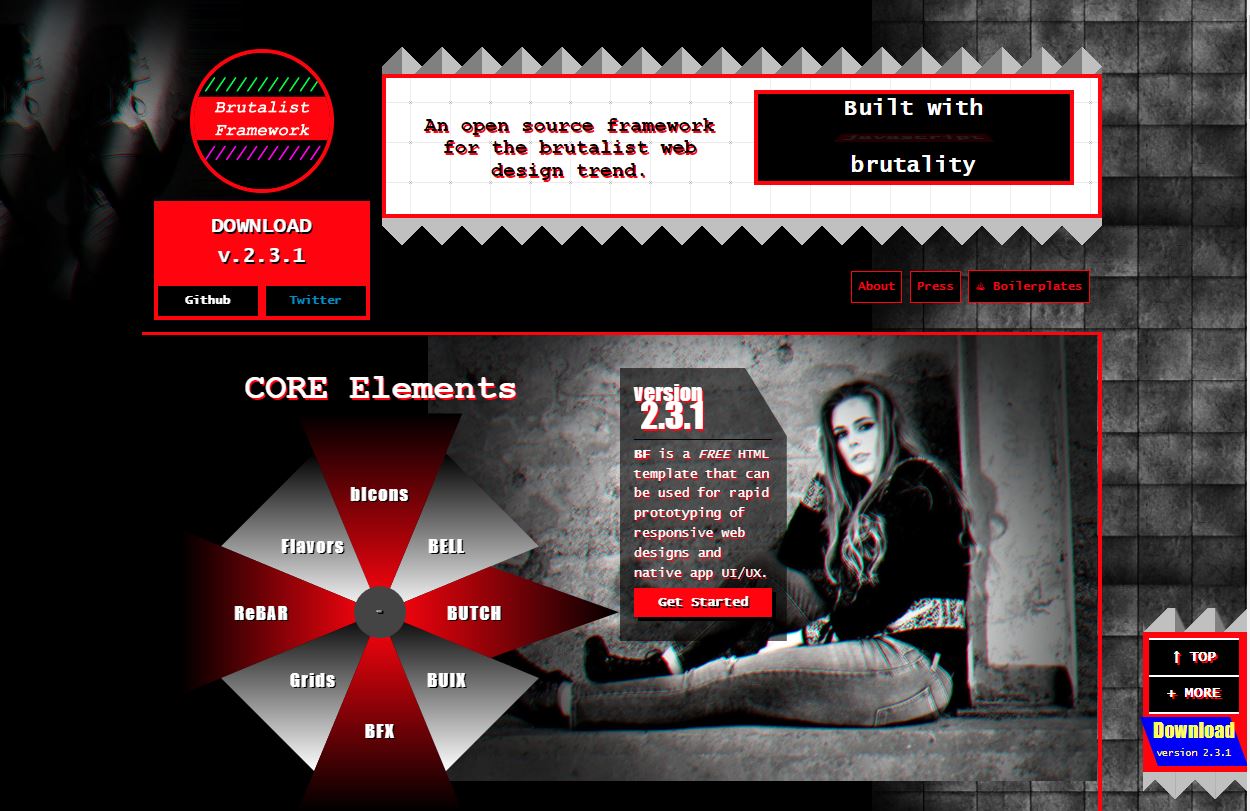 Brutalist
Framework
An open source framework
for the brutalist web
design trend.
Built with
Javascript
brutality
DOWNLOAD
v.2.3.1
Github
Twitter
About
Press
Boilerplates
CORE Elements
bIcons
Flavors
BELL
ReBAR
-
BUTCH
Grids
BUIX
BFX
version
2.3.1
BF is a FREE HTML
template that can
be used for rapid
prototyping of
responsive web
designs and
native app UI/UX.
Get Started
↑ TOP
+ MORE
Download
version 2.3.1